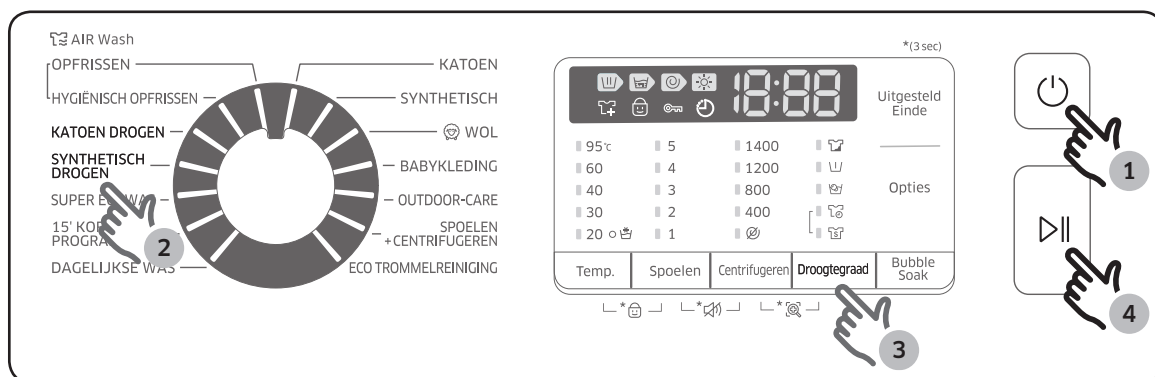 AIR Wash
OPFRISSEN
HYGIËNISCH OPFRISSEN
KATOEN DROGEN
SYNTHETISCH
DROGEN
SUPER
15' KO
PROGRA
DAGELIJKSE WAS
2
KATOEN
SYNTHETISCH
WOL
BABYKLEDING
OUTDOOR-CARE
SPOELEN
+CENTRIFUGEREN
ECO TROMMELREINIGING
*(3 sec)
18:88
Uitgesteld
Einde
Opties
95℃ 5 1400
60 4 1200
40 3 800
30 2 400
20 1
Temp. Spoelen Centrifugeren Droogtegraad Bubble
Soak
* * *
3
1
4